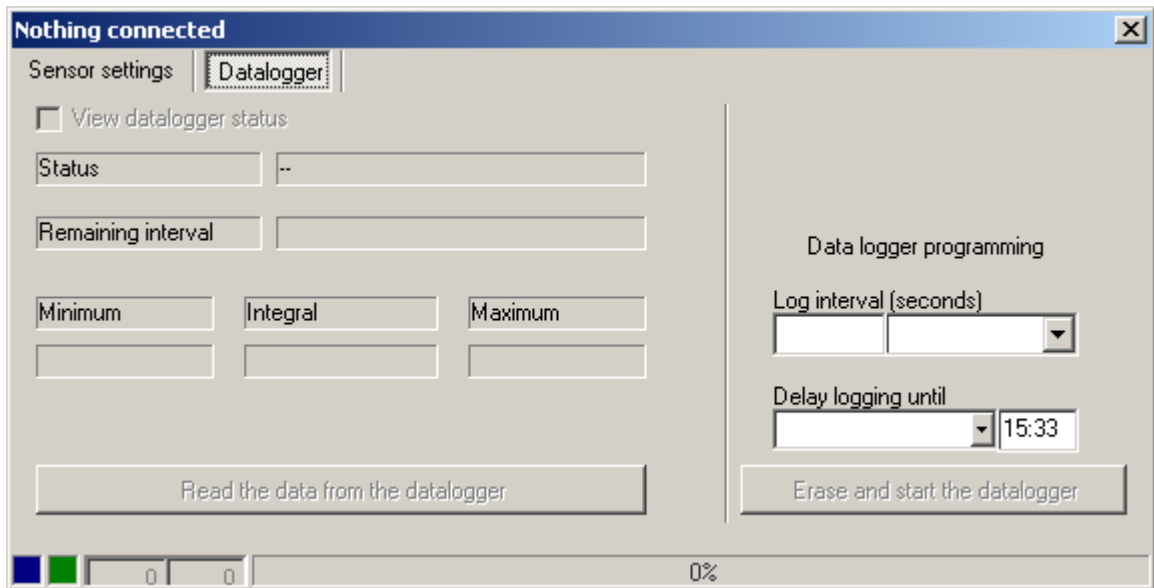 Nothing connected
Sensor settings Datalogger
View datalogger status
Status --
Remaining interval
Minimum Integral Maximum
Read the data from the datalogger
Data logger programming
Log interval (seconds)
Delay logging until
15:33
Erase and start the datalogger
0 0 0%